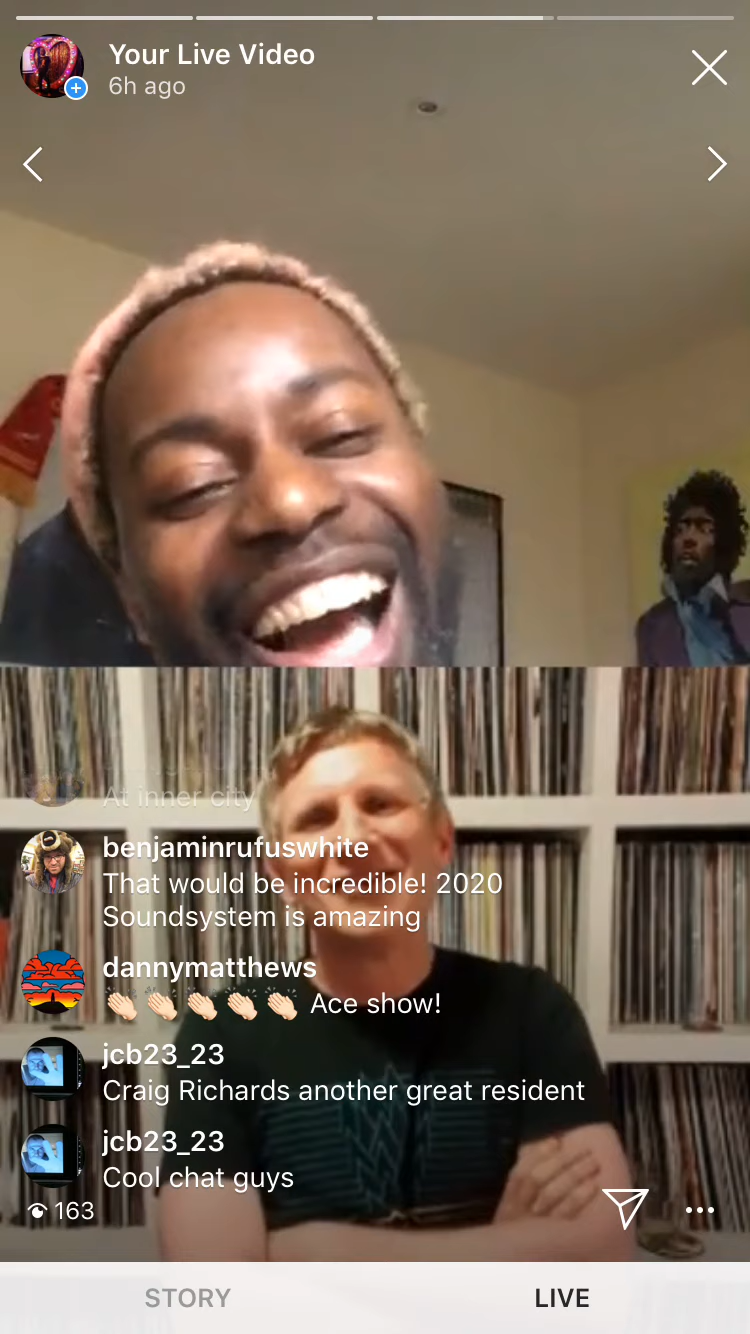 Your Live Video
6h ago
At inner city
benjaminrufuswhite
That would be incredible! 2020
Soundsystem is amazing
dannymatthews
👏🏻👏🏻👏🏻👏🏻👏🏻 Ace show!
jcb23_23
Craig Richards another great resident
jcb23_23
Cool chat guys
163
STORY
LIVE